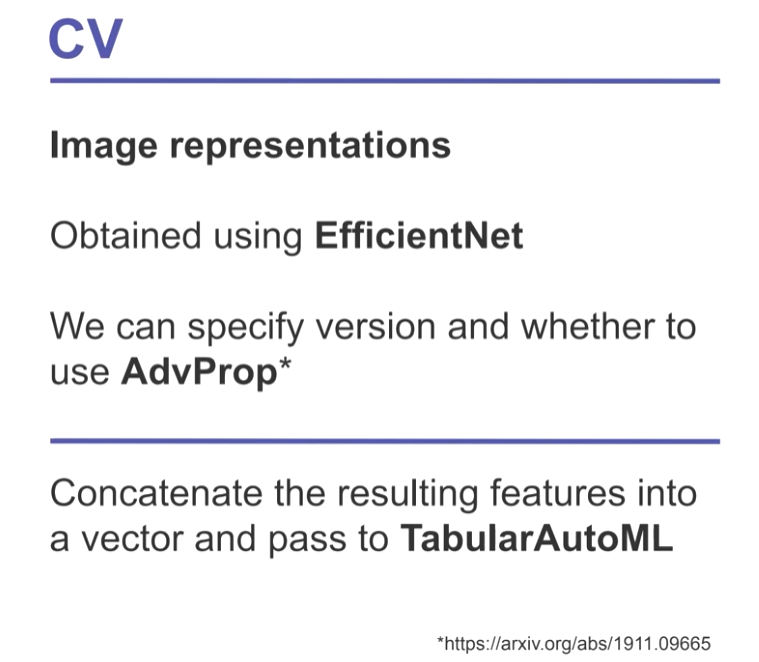 CV
Image representations
Obtained using EfficientNet
We can specify version and whether to
use AdvProp*
Concatenate the resulting features into
a vector and pass to TabularAutoML
*https://arxiv.org/abs/1911.09665